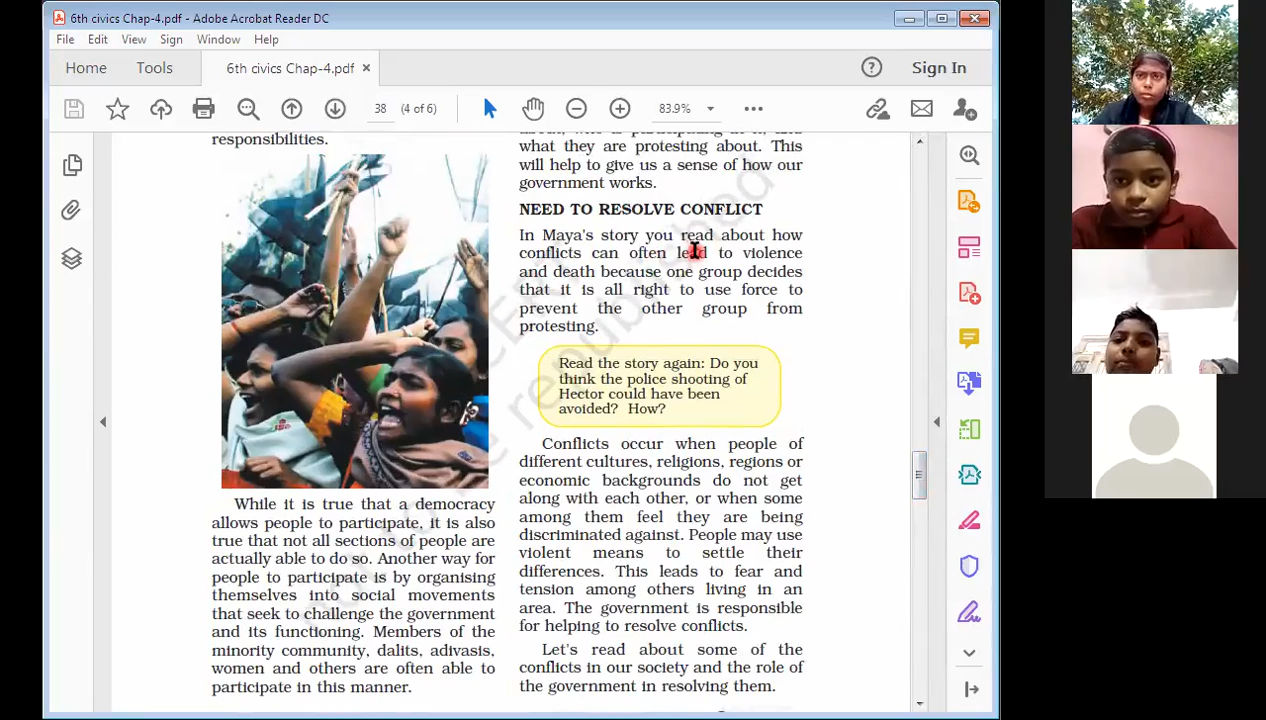 6th civics Chap-4.pdf - Adobe Acrobat Reader DC
File Edit View Sign Window Help
Home Tools 6th civics Chap-4.pdf × Sign In
38 (4 of 6) 83.9%
responsibilities.
While it is true that a democracy
allows people to participate, it is also
true that not all sections of people are
actually able to do so. Another way for
people to participate is by organising
themselves into social movements
that seek to challenge the government
and its functioning. Members of the
minority community, dalits, adivasis,
women and others are often able to
participate in this manner.
what they are protesting about. This
will help to give us a sense of how our
government works.
NEED TO RESOLVE CONFLICT
In Maya's story you read about how
conflicts can often lead to violence
and death because one group decides
that it is all right to use force to
prevent the other group from
protesting.
Read the story again: Do you
think the police shooting of
Hector could have been
avoided? How?
Conflicts occur when people of
different cultures, religions, regions or
economic backgrounds do not get
along with each other, or when some
among them feel they are being
discriminated against. People may use
violent means to settle their
differences. This leads to fear and
tension among others living in an
area. The government is responsible
for helping to resolve conflicts.
Let's read about some of the
conflicts in our society and the role of
the government in resolving them.